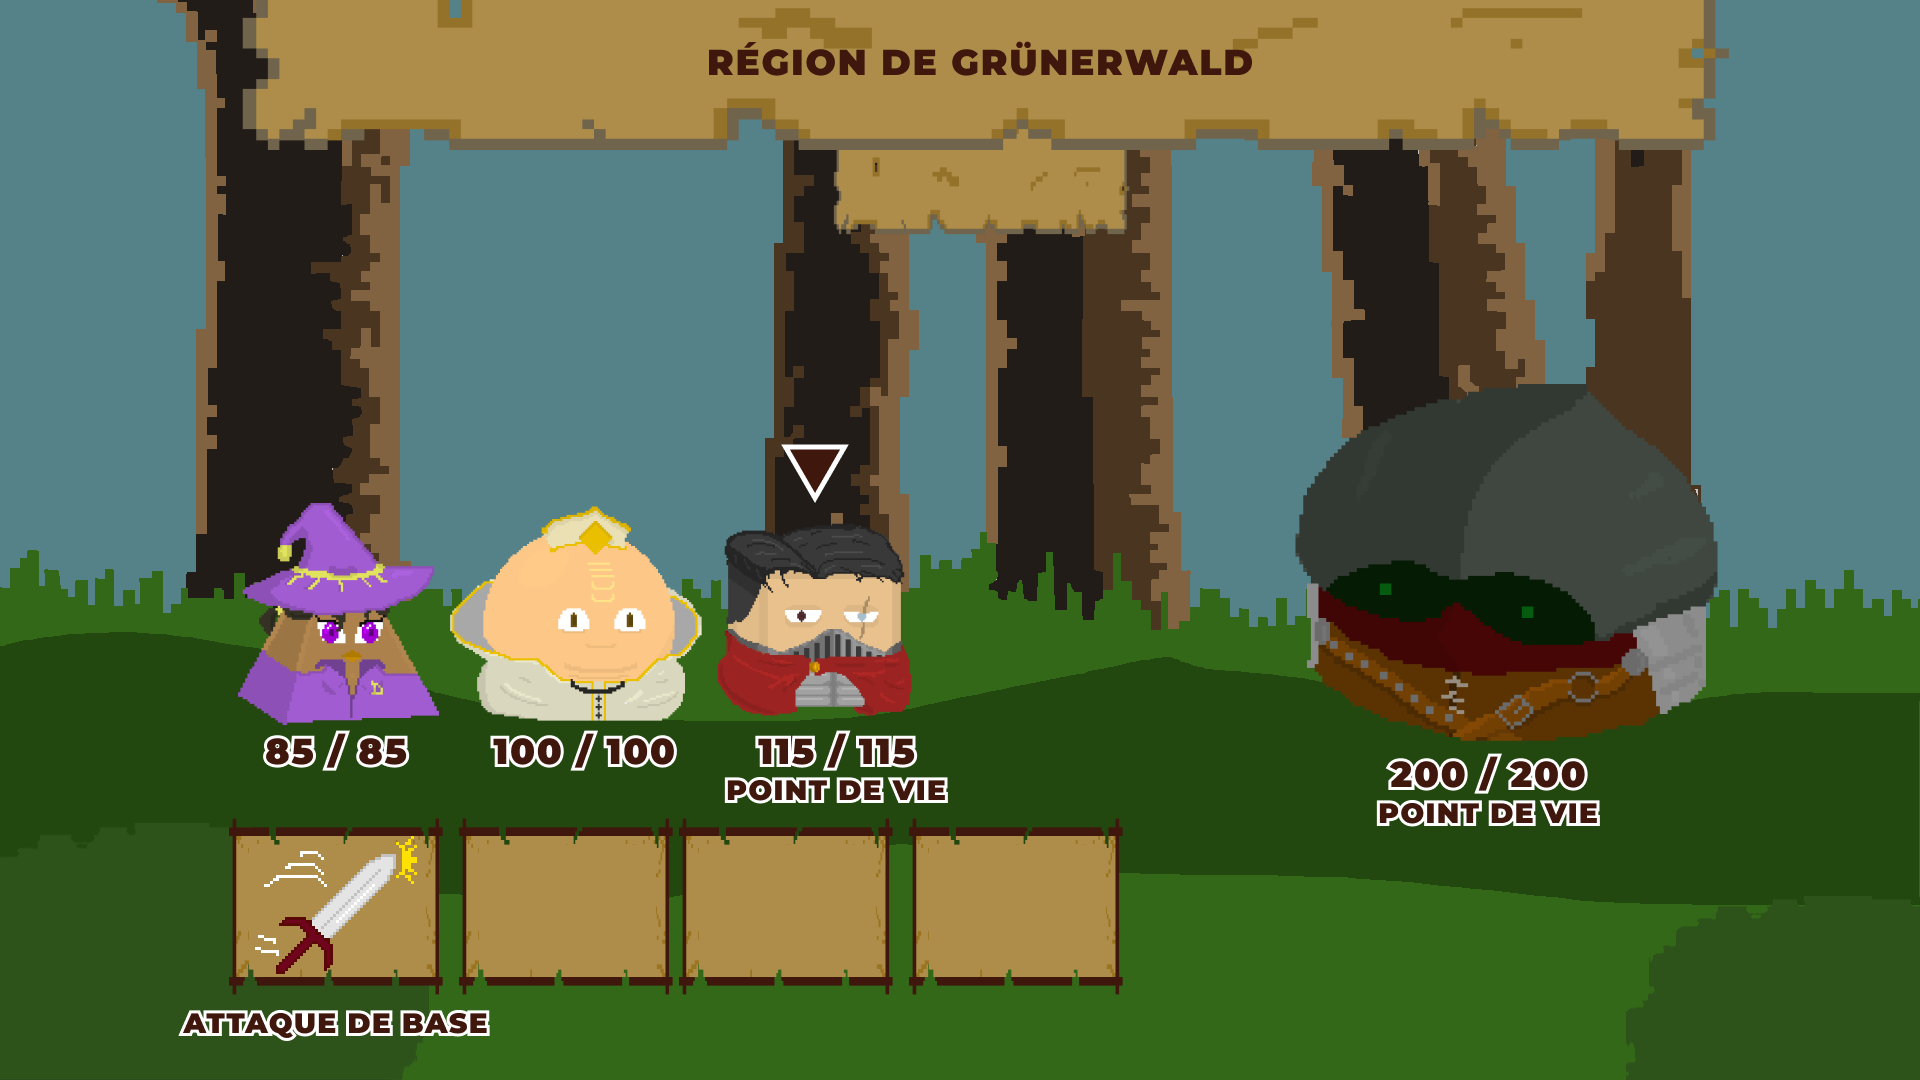 RÉGION DE GRÜNERWALD
85 / 85
100 / 100
115 / 115
POINT DE VIE
200 / 200
POINT DE VIE
ATTAQUE DE BASE